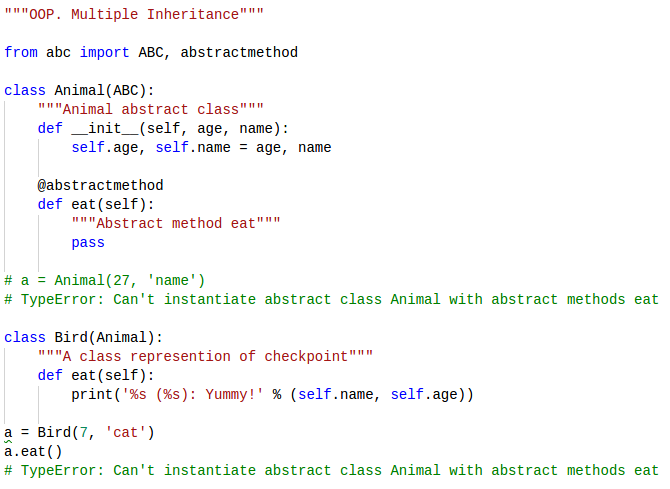 """OOP. Multiple Inheritance"""
from abc import ABC, abstractmethod
class Animal(ABC):
"""Animal abstract class"""
def __init__(self, age, name):
self.age, self.name = age, name
@abstractmethod
def eat(self):
"""Abstract method eat"""
pass
# a = Animal(27, 'name')
# TypeError: Can't instantiate abstract class Animal with abstract methods eat
class Bird(Animal):
"""A class represention of checkpoint"""
def eat(self):
print('%s (%s): Yummy!' % (self.name, self.age))
a = Bird(7, 'cat')
a.eat()
# TypeError: Can't instantiate abstract class Animal with abstract methods eat